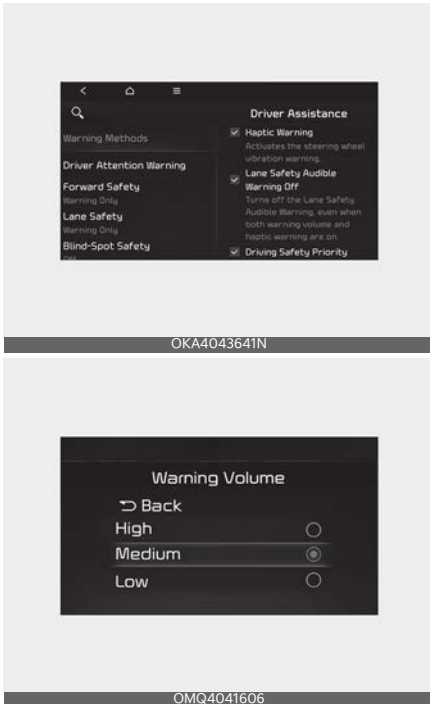 Driver Assistance
Warning Methods
Driver Attention Warning
Forward Safety
Warning Only
Lane Safety
Warning Only
Blind-Spot Safety
Off
Haptic Warning
Activates the steering wheel
vibration warning.
Lane Safety Audible
Warning Off
Turns off the Lane Safety
Audible Warning, even when
both warning volume and
haptic warning are on.
Driving Safety Priority
OKA4043641N
Warning Volume
Back
High
Medium
Low
OMQ4041606